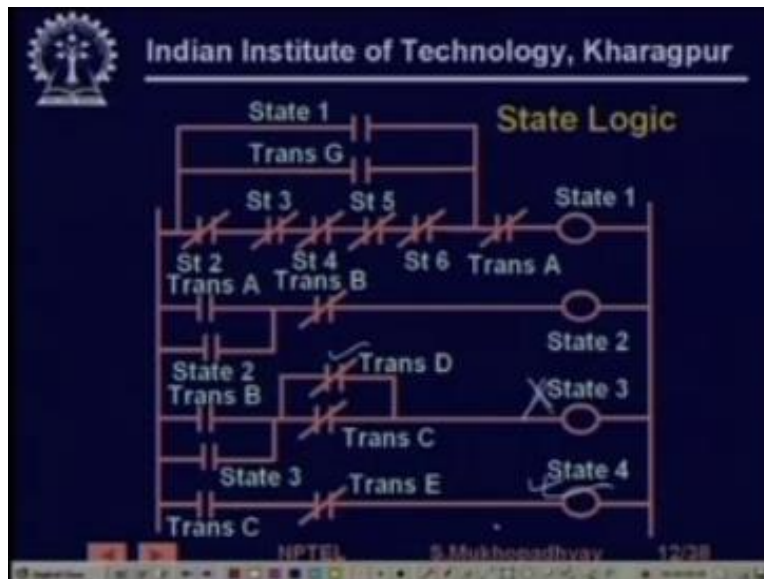 Indian Institute of Technology, Kharagpur
State Logic
State 1
Trans G
St 3 St 5 State 1
St 2 St 4 St 6 Trans A
Trans A Trans B
State 2
State 2
Trans D
Trans B State 3
Trans C
State 3
Trans E State 4
Trans C
NPTEL S.Mukhopadhyay 12/38